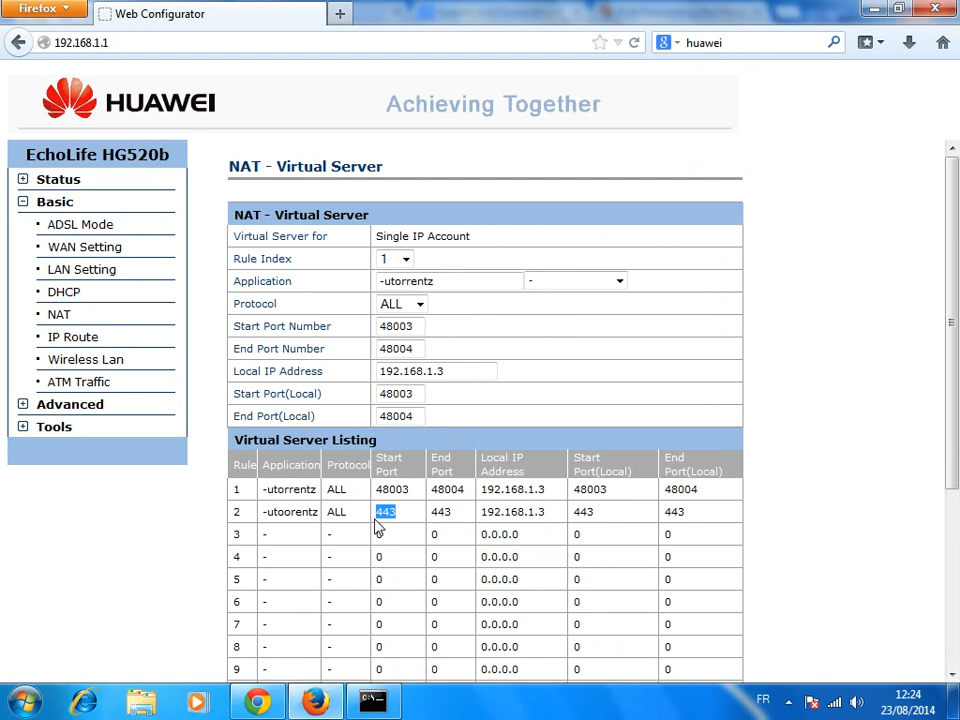 Firefox
Web Configurator
192.168.1.1
huawei
HUAWEI
Achieving Together
EchoLife HG520b
Status
Basic
ADSL Mode
WAN Setting
LAN Setting
DHCP
NAT
IP Route
Wireless Lan
ATM Traffic
Advanced
Tools
NAT - Virtual Server
NAT - Virtual Server
Virtual Server for Single IP Account
Rule Index 1
Application -utorrentz -
Protocol ALL
Start Port Number 48003
End Port Number 48004
Local IP Address 192.168.1.3
Start Port(Local) 48003
End Port(Local) 48004
Virtual Server Listing
Rule Application Protocol Start Port End Port Local IP Address Start Port(Local) End Port(Local)
1 -utorrentz ALL 48003 48004 192.168.1.3 48003 48004
2 -utoorentz ALL 443 443 192.168.1.3 443 443
3 - - 0 0 0.0.0.0 0 0
4 - - 0 0 0.0.0.0 0 0
5 - - 0 0 0.0.0.0 0 0
6 - - 0 0 0.0.0.0 0 0
7 - - 0 0 0.0.0.0 0 0
8 - - 0 0 0.0.0.0 0 0
9 - - 0 0 0.0.0.0 0 0
FR
12:24
23/08/2014